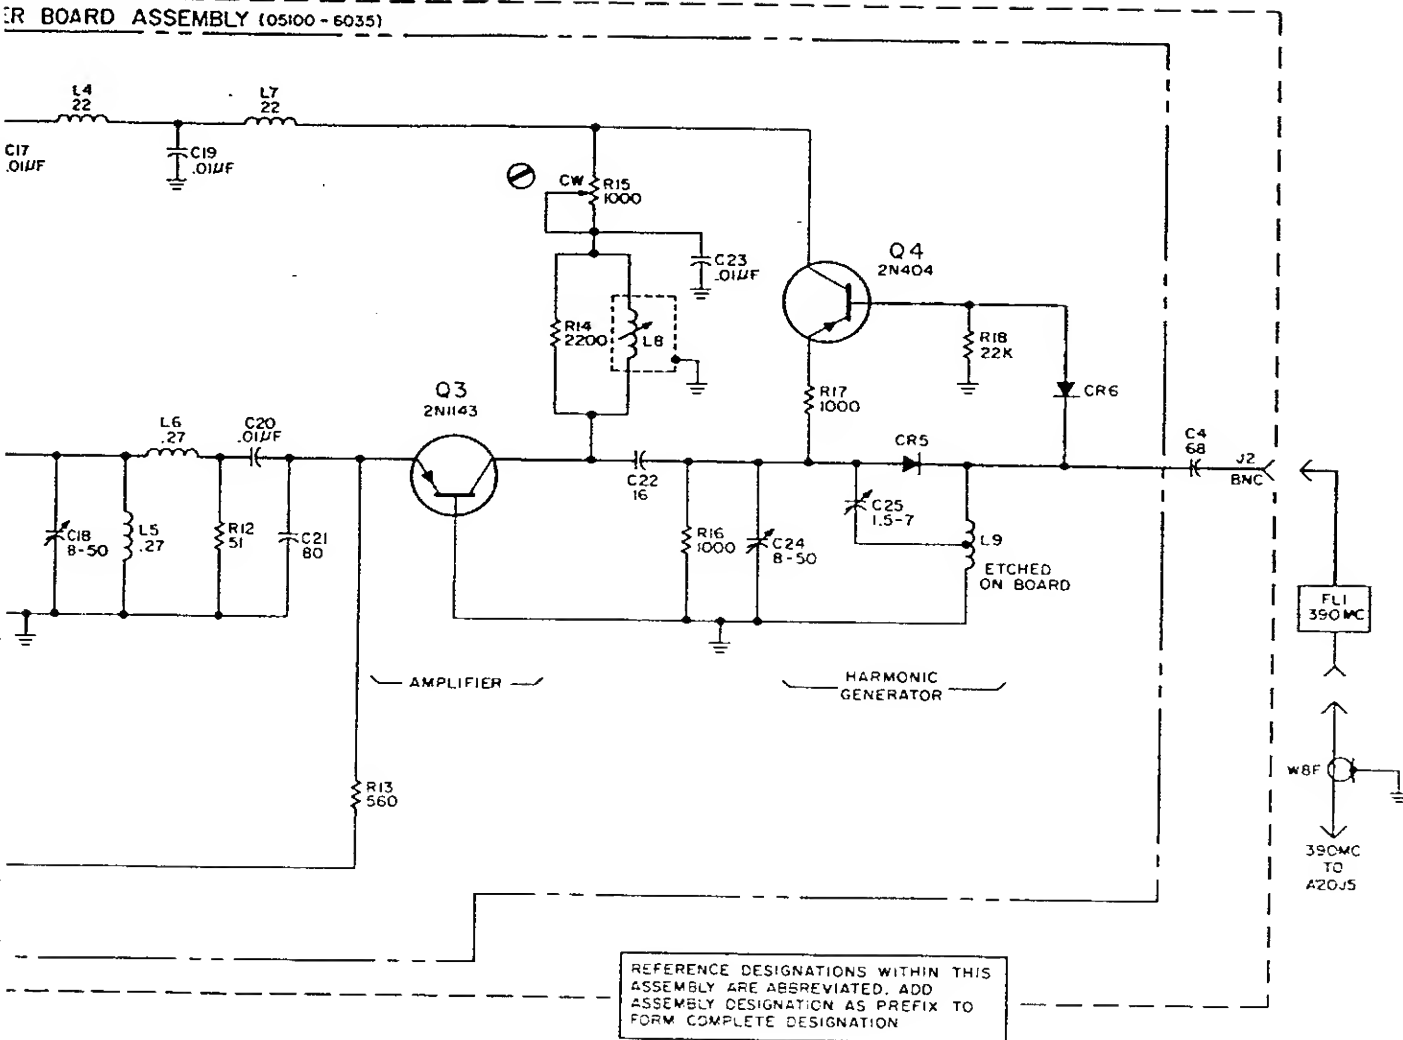 ER BOARD ASSEMBLY (05100-6035)
L4
22
L7
22
C17
.01µF
C19
.01µF
CW
R15
1000
C23
.01µF
Q4
2N404
R14
2200
L8
R18
22K
R17
1000
CR6
Q3
2N1143
L6
.27
C20
.01µF
CR5
C4
68
J2
BNC
C22
16
C18
8-50
L5
.27
R12
51
C21
80
R16
1000
C24
8-50
C25
1.5-7
L9
ETCHED
ON BOARD
FL1
390MC
AMPLIFIER
HARMONIC
GENERATOR
R13
560
W8F
390MC
TO
A20J5
REFERENCE DESIGNATIONS WITHIN THIS
ASSEMBLY ARE ABBREVIATED. ADD
ASSEMBLY DESIGNATION AS PREFIX TO
FORM COMPLETE DESIGNATION